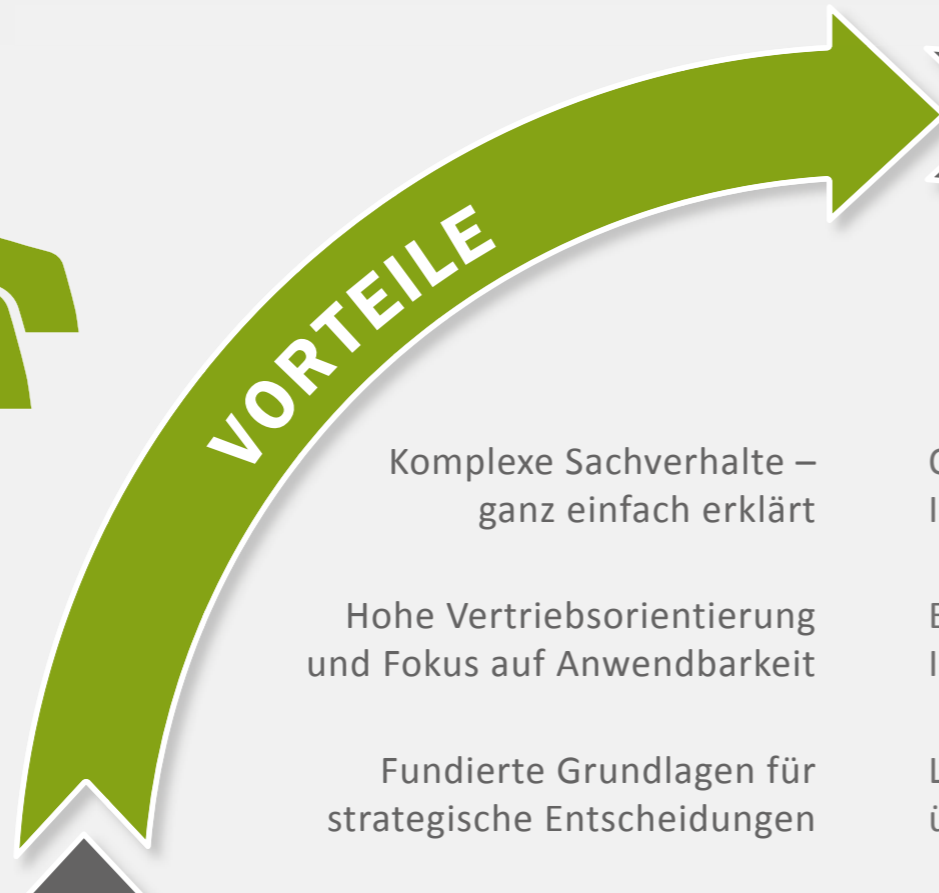 VORTEILE
Komplexe Sachverhalte –
ganz einfach erklärt
Hohe Vertriebsorientierung
und Fokus auf Anwendbarkeit
Fundierte Grundlagen für
strategische Entscheidungen